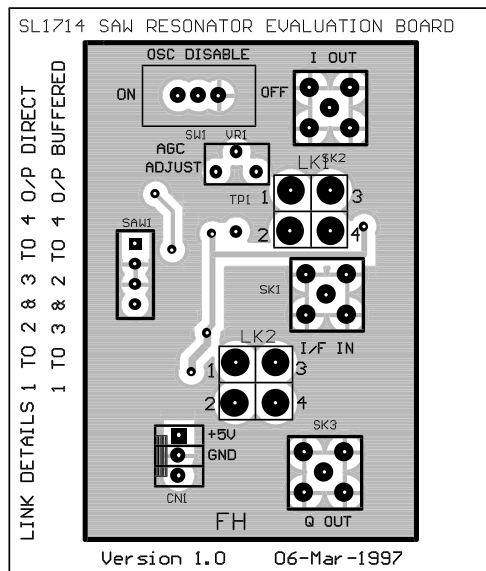 SL1714 SAW RESONATOR EVALUATION BOARD
LINK DETAILS 1 TO 2 & 3 TO 4 O/P DIRECT
1 TO 3 & 2 TO 4 O/P BUFFERED
OSC DISABLE
I OUT
ON
OFF
SW1
VR1
AGC
ADJUST
LK1
SK2
TP1
1
3
2
4
SAW1
SK1
I/F IN
LK2
1
3
2
4
+5V
GND
CN1
SK3
Q OUT
FH
Version 1.0
06-Mar-1997